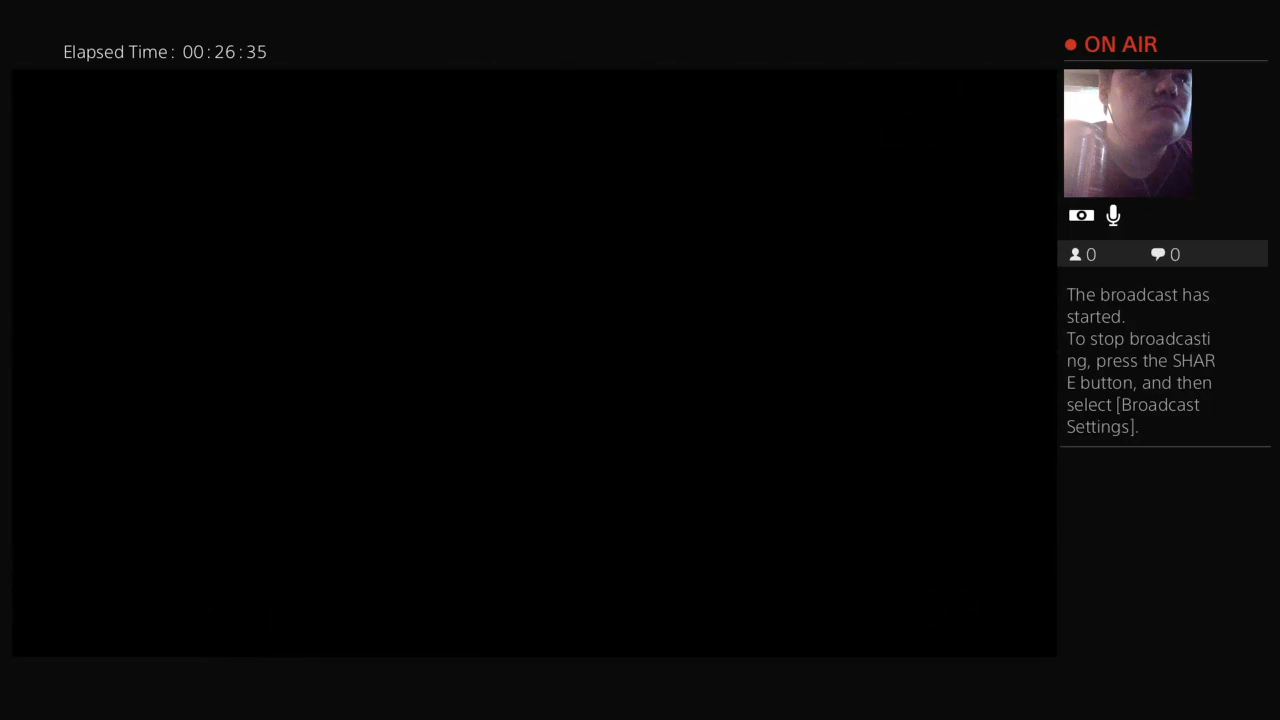 Elapsed Time: 00:26:35
ON AIR
0 0
The broadcast has
started.
To stop broadcasti
ng, press the SHAR
E button, and then
select [Broadcast
Settings].